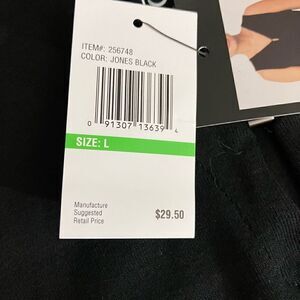 ITEM#: 256748
COLOR: JONES BLACK
0 91307 13639 4
SIZE: L
Manufacture
Suggested
Retail Price
$29.50